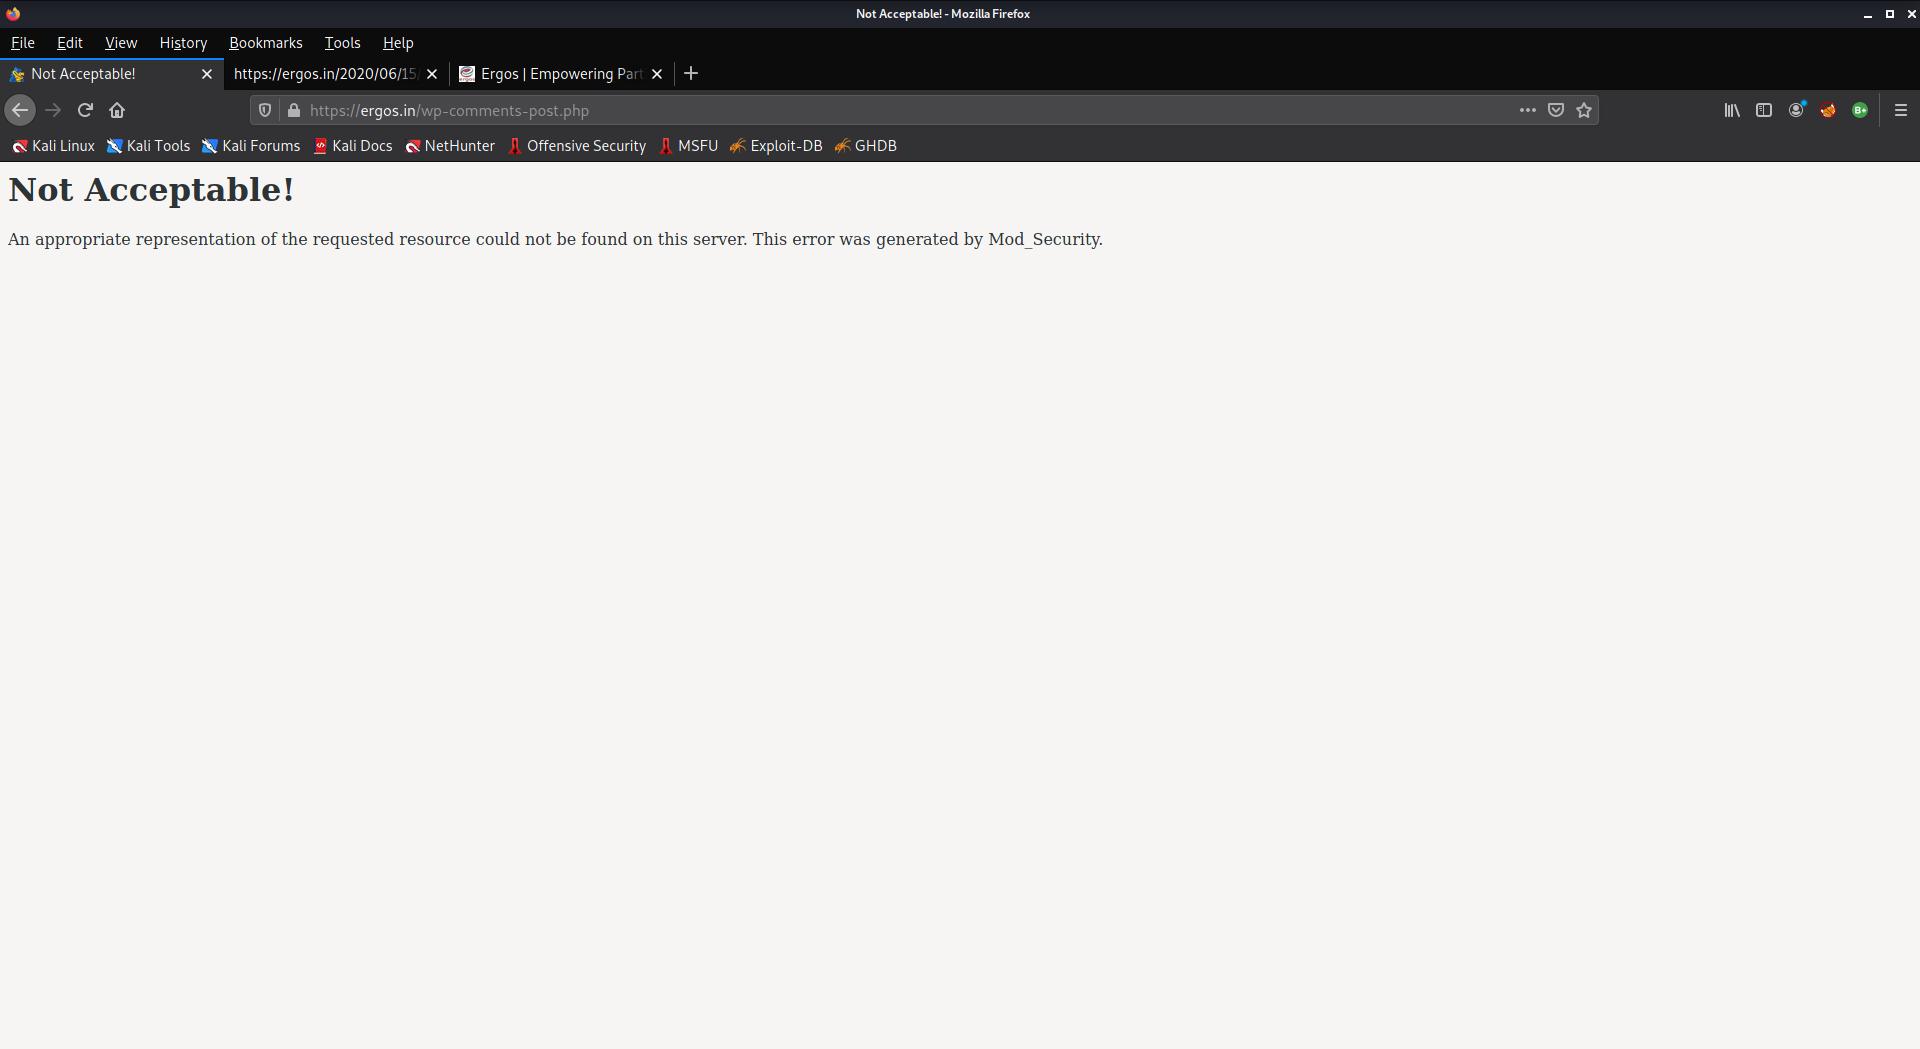 Not Acceptable! - Mozilla Firefox
File Edit View History Bookmarks Tools Help
Not Acceptable! https://ergos.in/2020/06/15/ Ergos | Empowering Part
https://ergos.in/wp-comments-post.php
Kali Linux Kali Tools Kali Forums Kali Docs NetHunter Offensive Security MSFU Exploit-DB GHDB
Not Acceptable!
An appropriate representation of the requested resource could not be found on this server. This error was generated by Mod_Security.